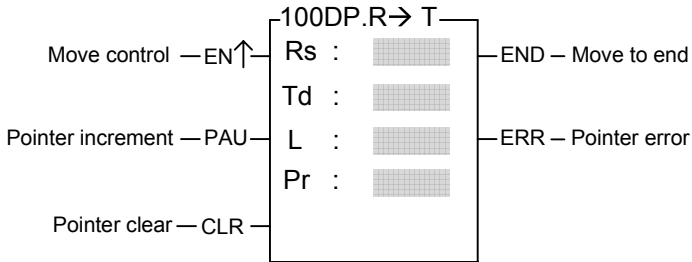 100DP.R→ T
Move control EN↑ Rs : END Move to end
Td :
Pointer increment PAU L : ERR Pointer error
Pr :
Pointer clear CLR